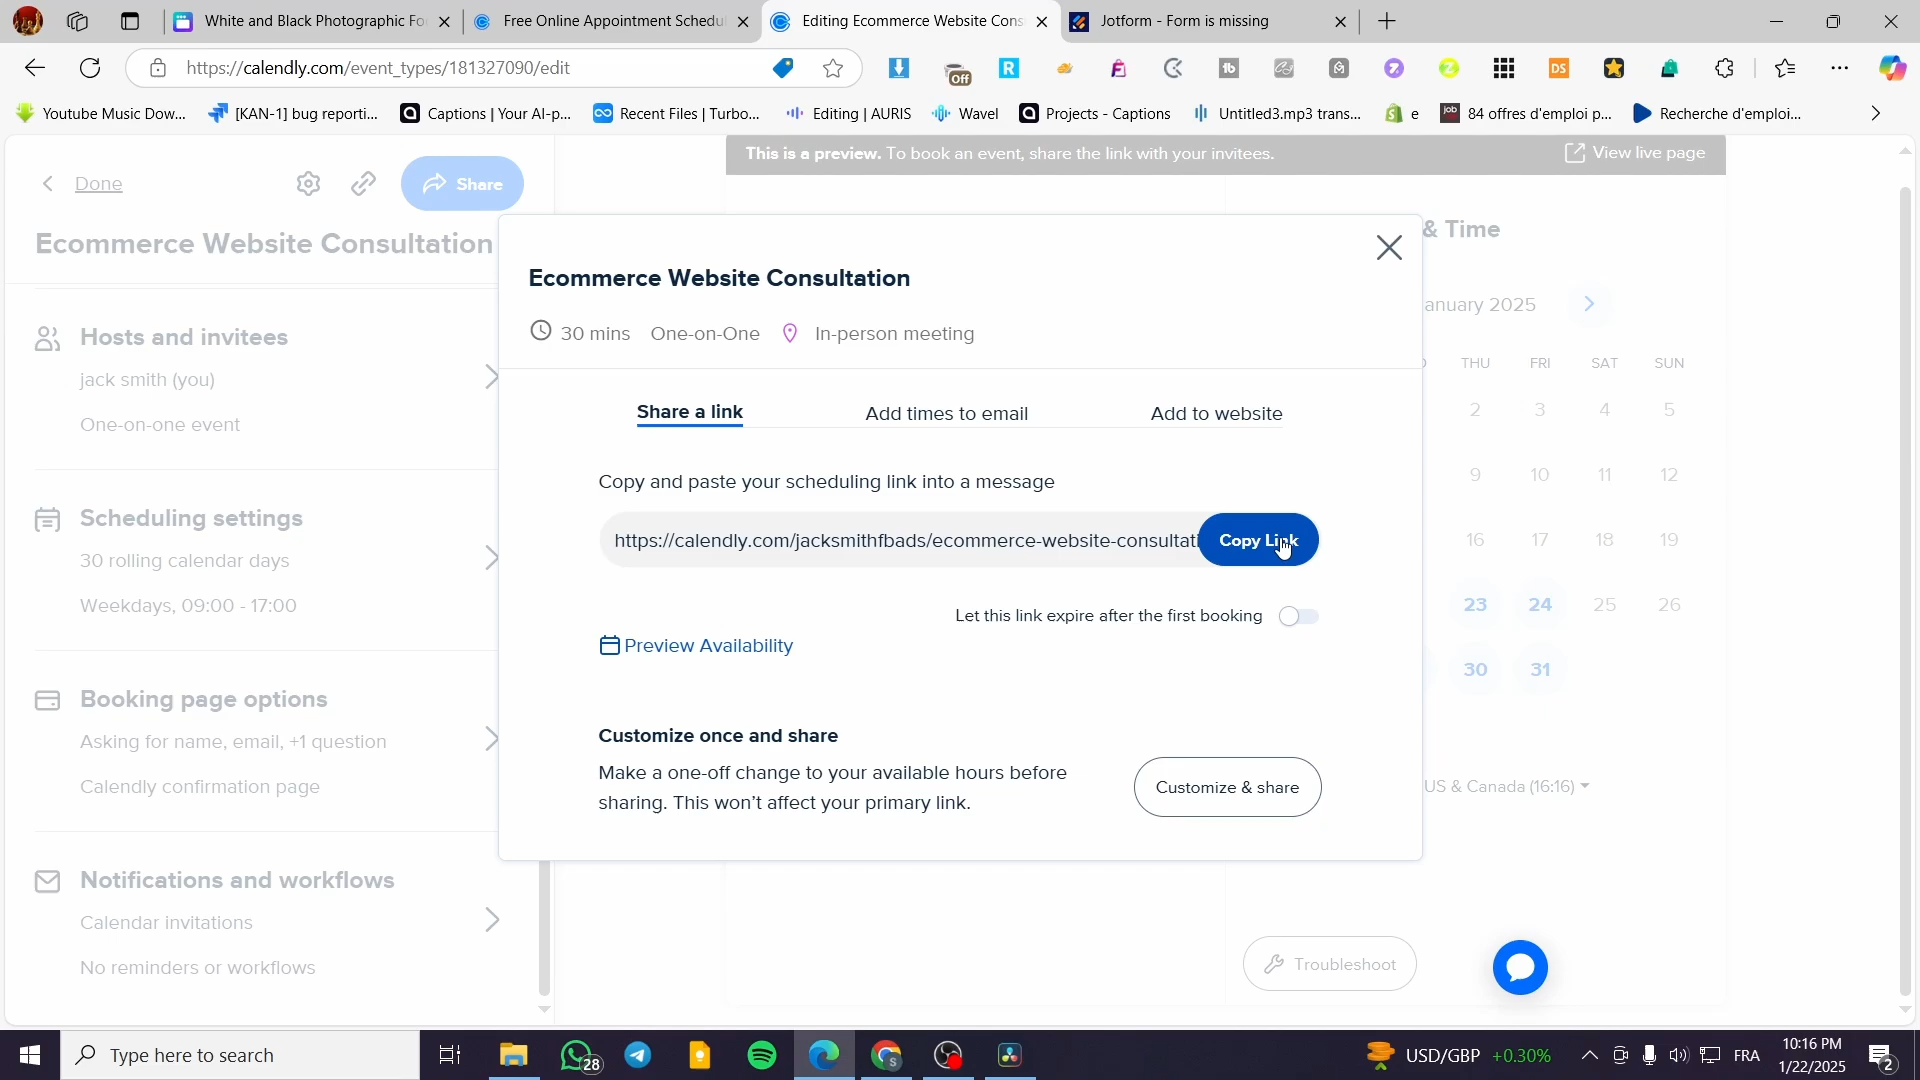 White and Black Photographic Fo
Free Online Appointment Schedul
Editing Ecommerce Website Cons
Jotform - Form is missing
https://calendly.com/event_types/181327090/edit
Off
Youtube Music Dow...
[KAN-1] bug reporti...
Captions | Your AI-p...
Recent Files | Turbo...
Editing | AURIS
Wavel
Projects - Captions
Untitled3.mp3 trans...
e
84 offres d'emploi p...
Recherche d'emploi...
This is a preview. To book an event, share the link with your invitees.
View live page
Done
Share
Ecommerce Website Consultation
Hosts and invitees
jack smith (you)
One-on-one event
Scheduling settings
30 rolling calendar days
Weekdays, 09:00 - 17:00
Booking page options
Asking for name, email, +1 question
Calendly confirmation page
Notifications and workflows
Calendar invitations
No reminders or workflows
Ecommerce Website Consultation
30 mins One-on-One In-person meeting
Share a link
Add times to email
Add to website
Copy and paste your scheduling link into a message
https://calendly.com/jacksmithfbads/ecommerce-website-consultati
Copy Link
Let this link expire after the first booking
Preview Availability
Customize once and share
Make a one-off change to your available hours before
sharing. This won't affect your primary link.
Customize & share
& Time
anuary 2025
THU FRI SAT SUN
2 3 4 5
9 10 11 12
16 17 18 19
23 24 25 26
30 31
US & Canada (16:16)
Troubleshoot
Type here to search
28
USD/GBP +0.30%
FRA
10:16 PM
1/22/2025
2